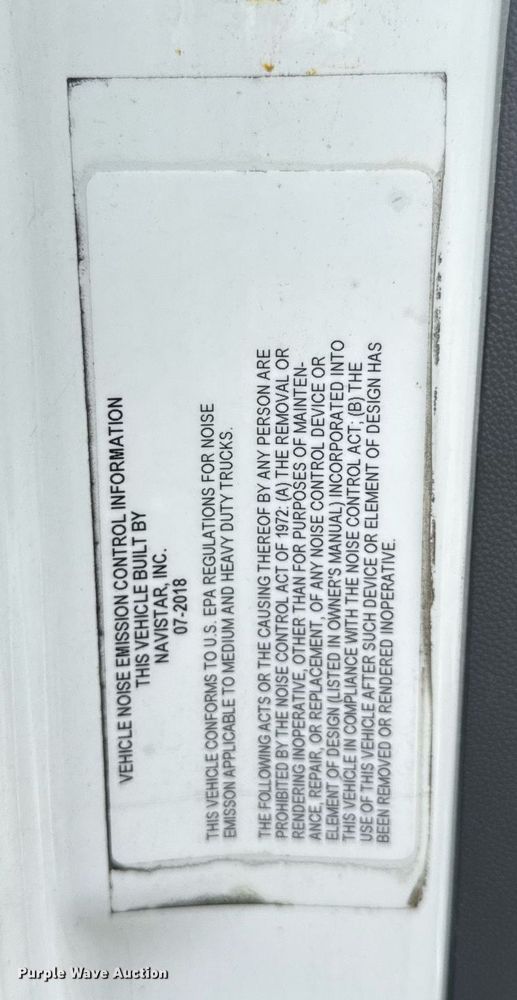 VEHICLE NOISE EMISSION CONTROL INFORMATION
THIS VEHICLE BUILT BY
NAVISTAR, INC.
07-2018
THIS VEHICLE CONFORMS TO U.S. EPA REGULATIONS FOR NOISE
EMISSON APPLICABLE TO MEDIUM AND HEAVY DUTY TRUCKS.
THE FOLLOWING ACTS OR THE CAUSING THEREOF BY ANY PERSON ARE
PROHIBITED BY THE NOISE CONTROL ACT OF 1972: (A) THE REMOVAL OR
RENDERING INOPERATIVE, OTHER THAN FOR PURPOSES OF MAINTEN-
ANCE, REPAIR, OR REPLACEMENT, OF ANY NOISE CONTROL DEVICE OR
ELEMENT OF DESIGN (LISTED IN OWNER'S MANUAL) INCORPORATED INTO
THIS VEHICLE IN COMPLIANCE WITH THE NOISE CONTROL ACT; (B) THE
USE OF THIS VEHICLE AFTER SUCH DEVICE OR ELEMENT OF DESIGN HAS
BEEN REMOVED OR RENDERED INOPERATIVE.
Purple Wave Auction